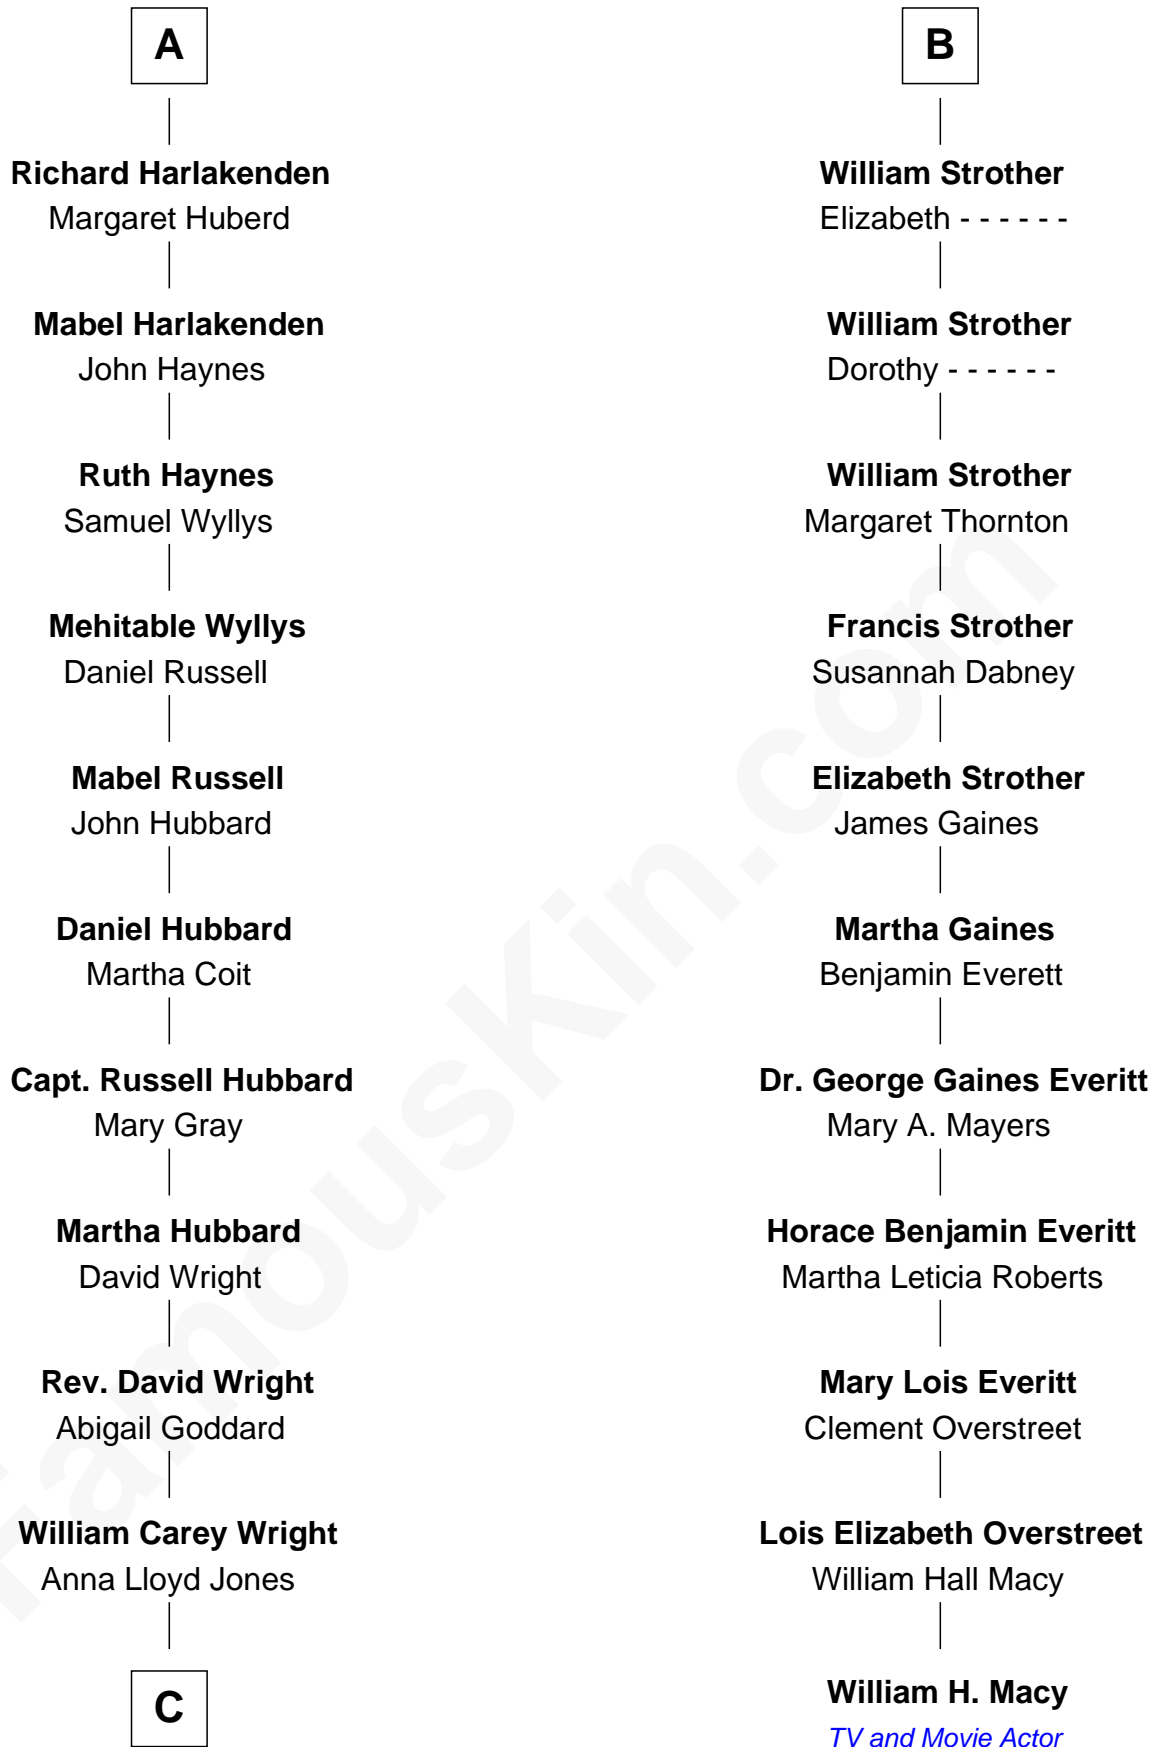 A
Richard Harlakenden
Margaret Huberd
Mabel Harlakenden
John Haynes
Ruth Haynes
Samuel Wyllys
Mehitable Wyllys
Daniel Russell
Mabel Russell
John Hubbard
Daniel Hubbard
Martha Coit
Capt. Russell Hubbard
Mary Gray
Martha Hubbard
David Wright
Rev. David Wright
Abigail Goddard
William Carey Wright
Anna Lloyd Jones
C
B
William Strother
Elizabeth - - - - - -
William Strother
Dorothy - - - - - -
William Strother
Margaret Thornton
Francis Strother
Susannah Dabney
Elizabeth Strother
James Gaines
Martha Gaines
Benjamin Everett
Dr. George Gaines Everitt
Mary A. Mayers
Horace Benjamin Everitt
Martha Leticia Roberts
Mary Lois Everitt
Clement Overstreet
Lois Elizabeth Overstreet
William Hall Macy
William H. Macy
TV and Movie Actor
FamousKin.com